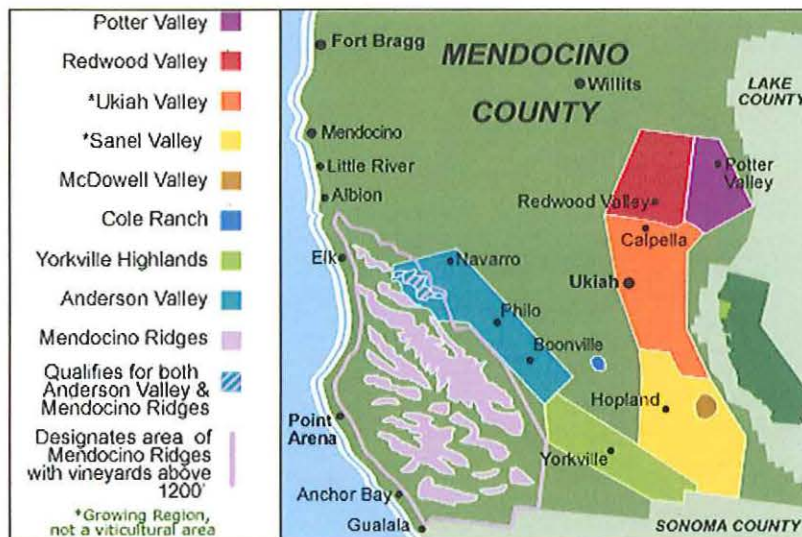 Potter Valley
Redwood Valley
*Ukiah Valley
*Sanel Valley
McDowell Valley
Cole Ranch
Yorkville Highlands
Anderson Valley
Mendocino Ridges
Qualifies for both
Anderson Valley &
Mendocino Ridges
Designates area of
Mendocino Ridges
with vineyards above
1200'
*Growing Region,
not a viticultural area
Fort Bragg
MENDOCINO
COUNTY
Willits
LAKE
COUNTY
Mendocino
Little River
Albion
Potter
Valley
Redwood Valley
Calpella
Elk
Navarro
Ukiah
Philo
Boonville
Hopland
Point
Arena
Yorkville
Anchor Bay
Gualala
SONOMA COUNTY